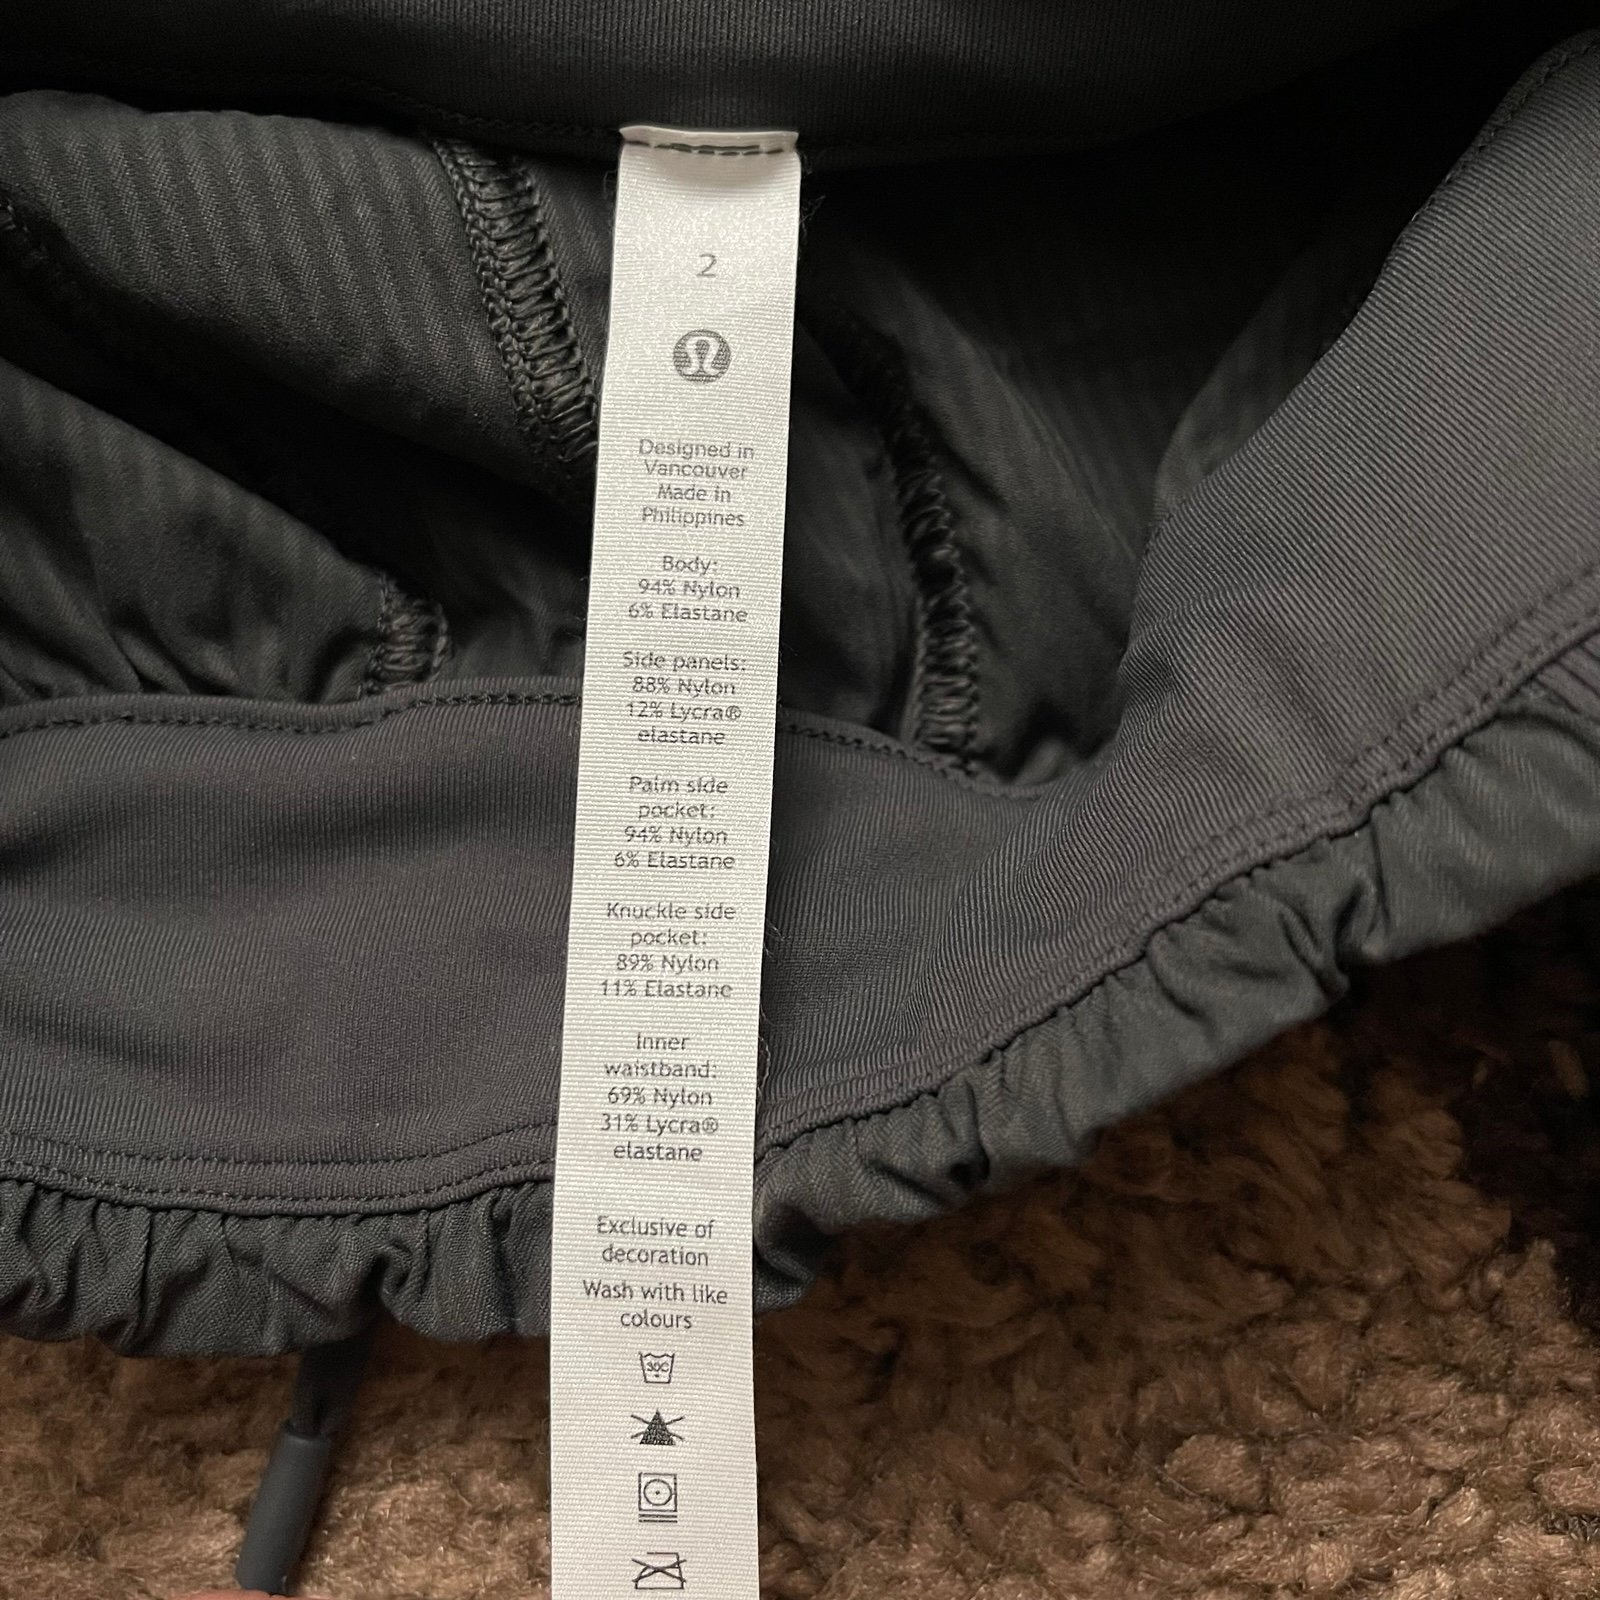 2
Designed in
Vancouver
Made in
Philippines
Body:
94% Nylon
6% Elastane
Side panels:
88% Nylon
12% Lycra®
elastane
Palm side
pocket:
94% Nylon
6% Elastane
Knuckle side
pocket:
89% Nylon
11% Elastane
Inner
waistband:
69% Nylon
31% Lycra®
elastane
Exclusive of
decoration
Wash with like
colours
30C